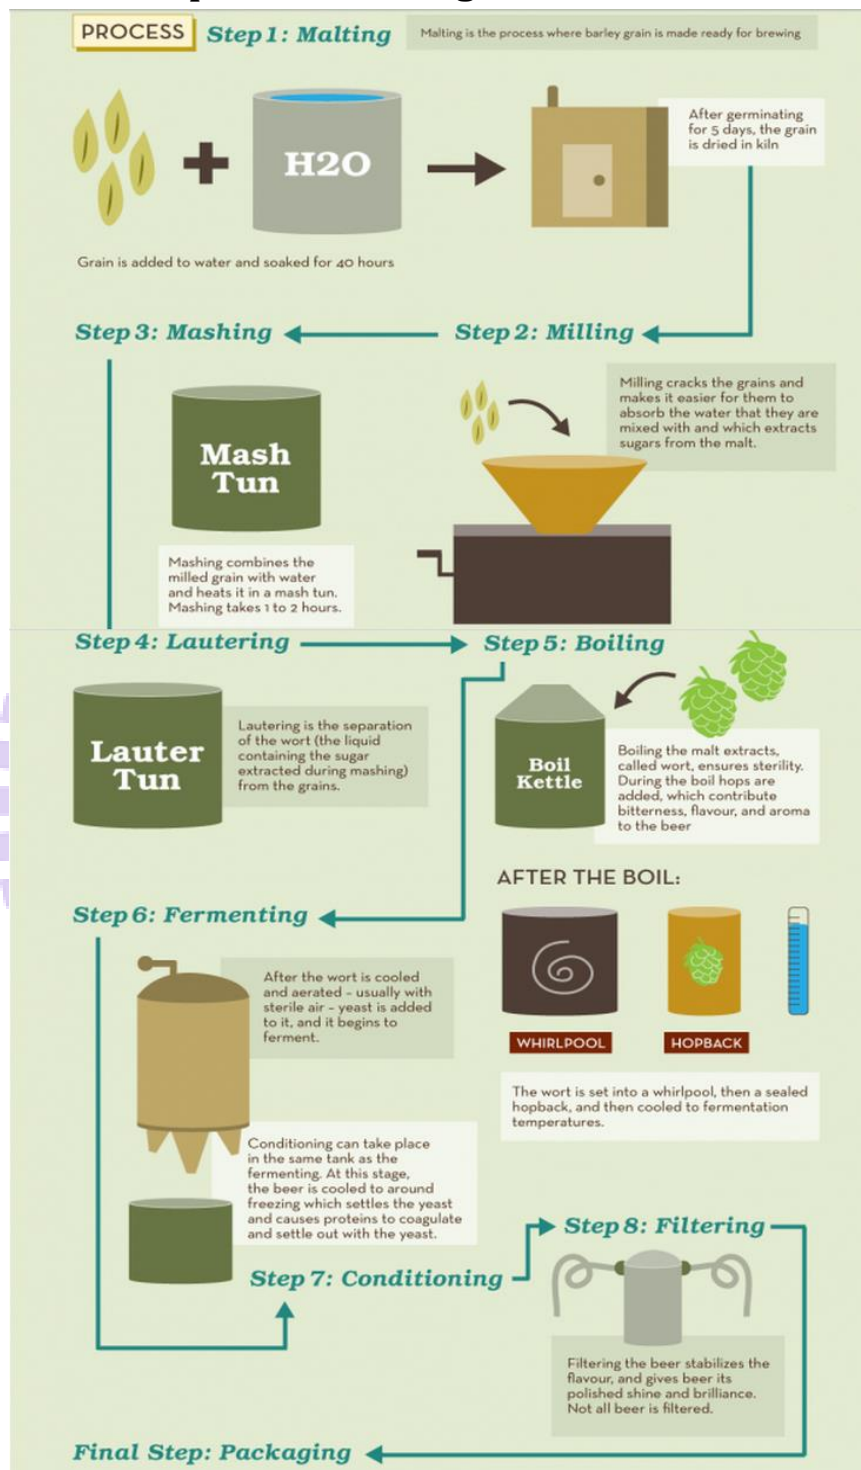 PROCESS
Step 1: Malting
Malting is the process where barley grain is made ready for brewing
H2O
After germinating
for 5 days, the grain
is dried in kiln
Grain is added to water and soaked for 40 hours
Step 3: Mashing
Step 2: Milling
Milling cracks the grains and
makes it easier for them to
absorb the water that they are
mixed with and which extracts
sugars from the malt.
Mash
Tun
Mashing combines the
milled grain with water
and heats it in a mash tun.
Mashing takes 1 to 2 hours.
Step 4: Lautering
Step 5: Boiling
Lauter
Tun
Lautering is the separation
of the wort (the liquid
containing the sugar
extracted during mashing)
from the grains.
Boil
Kettle
Boiling the malt extracts,
called wort, ensures sterility.
During the boil hops are
added, which contribute
bitterness, flavour, and aroma
to the beer
AFTER THE BOIL:
Step 6: Fermenting
After the wort is cooled
and aerated – usually with
sterile air – yeast is added
to it, and it begins to
ferment.
WHIRLPOOL
HOPBACK
The wort is set into a whirlpool, then a sealed
hopback, and then cooled to fermentation
temperatures.
Conditioning can take place
in the same tank as the
fermenting. At this stage,
the beer is cooled to around
freezing which settles the yeast
and causes proteins to coagulate
and settle out with the yeast.
Step 7: Conditioning
Step 8: Filtering
Filtering the beer stabilizes the
flavour, and gives beer its
polished shine and brilliance.
Not all beer is filtered.
Final Step: Packaging